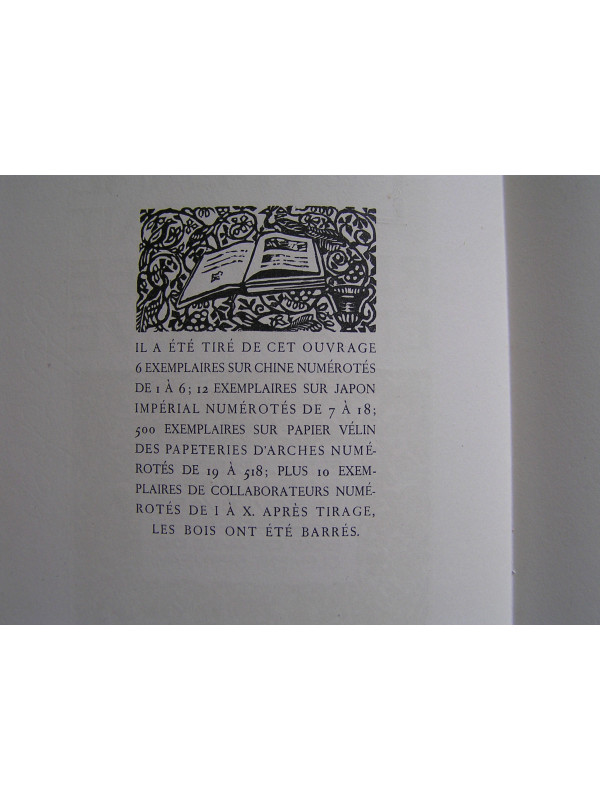 IL A ÉTÉ TIRÉ DE CET OUVRAGE
6 EXEMPLAIRES SUR CHINE NUMÉROTÉS
DE 1 À 6; 12 EXEMPLAIRES SUR JAPON
IMPÉRIAL NUMÉROTÉS DE 7 À 18;
500 EXEMPLAIRES SUR PAPIER VÉLIN
DES PAPETERIES D'ARCHES NUMÉ-
ROTÉS DE 19 À 518; PLUS 10 EXEM-
PLAIRES DE COLLABORATEURS NUMÉ-
ROTÉS DE I À X. APRÈS TIRAGE,
LES BOIS ONT ÉTÉ BARRÉS.